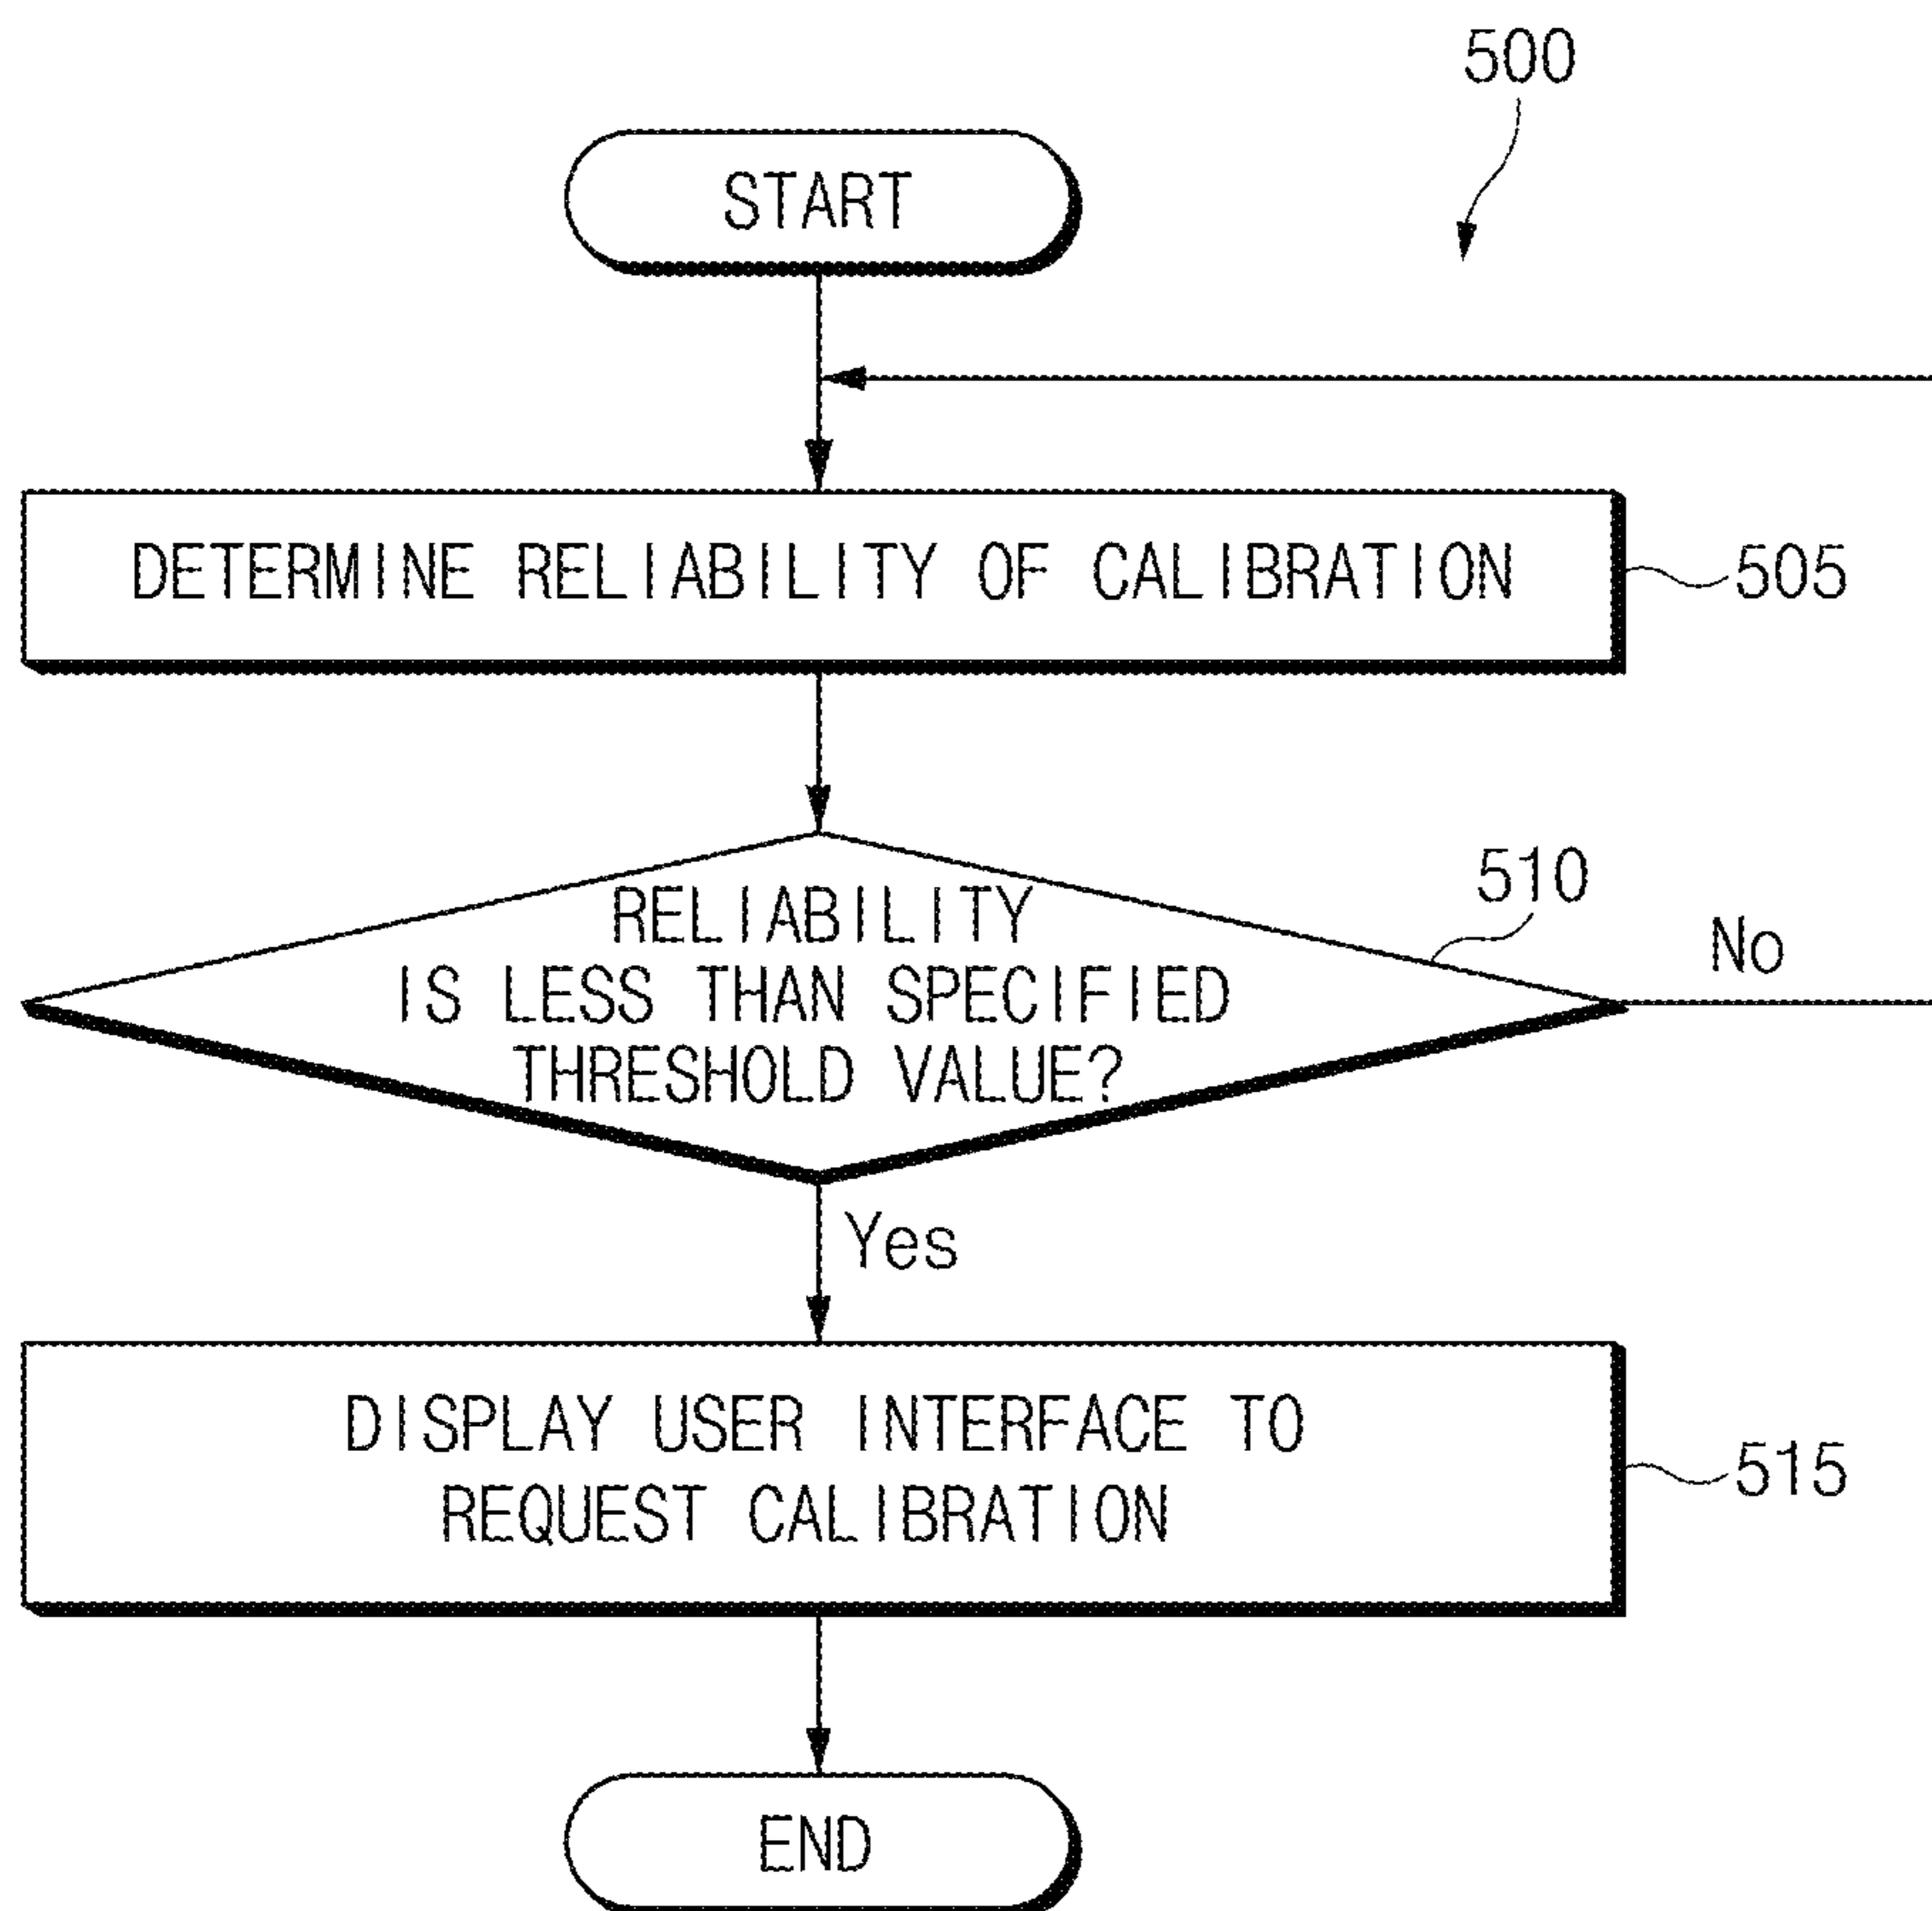 500
START
DETERMINE RELIABILITY OF CALIBRATION
505
510
RELIABILITY
IS LESS THAN SPECIFIED
THRESHOLD VALUE?
No
Yes
DISPLAY USER INTERFACE TO
REQUEST CALIBRATION
515
END